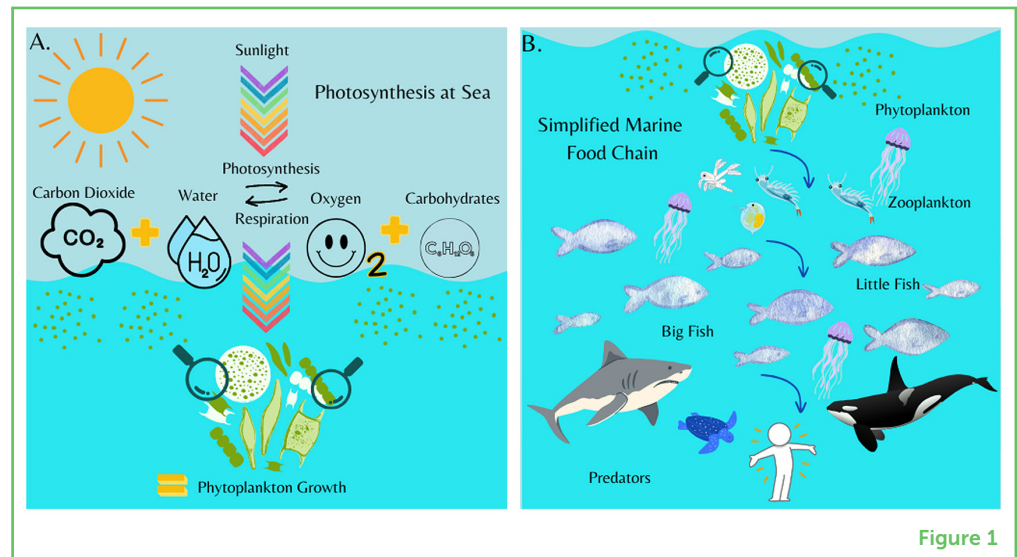 A.
Sunlight
Photosynthesis at Sea
Photosynthesis
Carbon Dioxide
Water
Respiration
Oxygen
Carbohydrates
CO₂
H₂O
2
C₆H₁₂O₆
Phytoplankton Growth
B.
Phytoplankton
Simplified Marine
Food Chain
Zooplankton
Little Fish
Big Fish
Predators
Figure 1